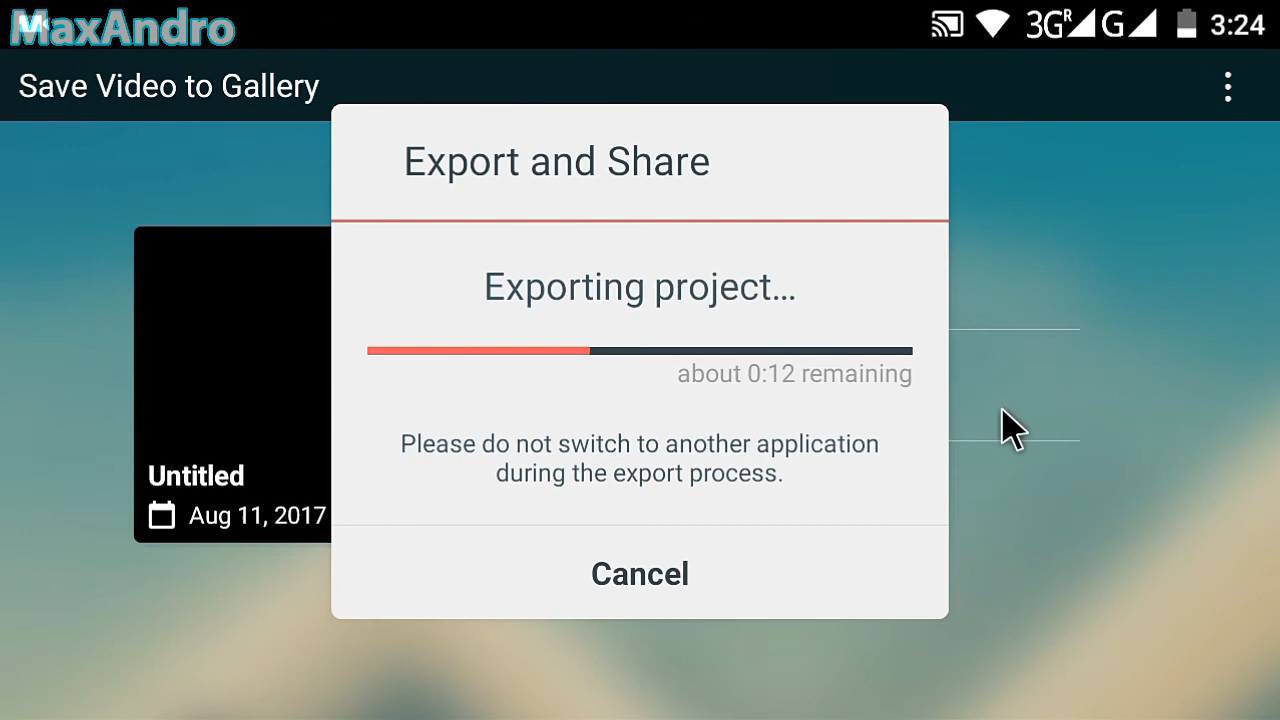 MaxAndro
3G R G 3:24
Save Video to Gallery
Export and Share
Exporting project...
about 0:12 remaining
Please do not switch to another application
during the export process.
Cancel
Untitled
Aug 11, 2017